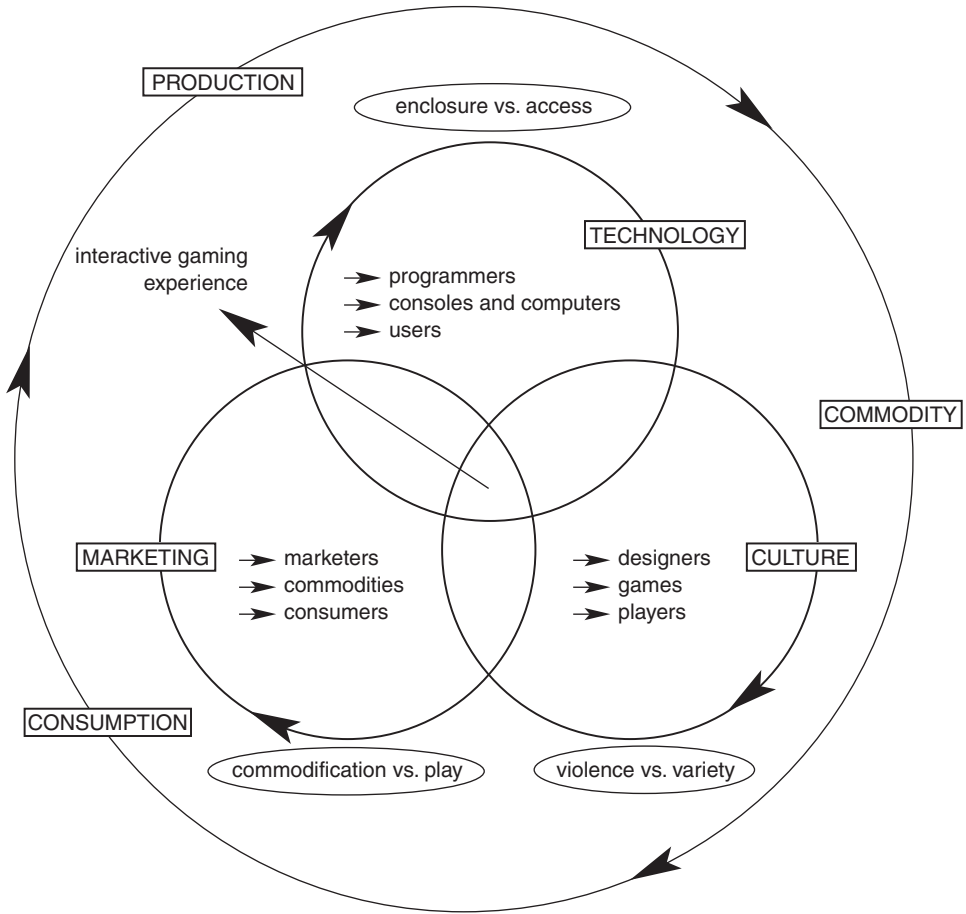 PRODUCTION
enclosure vs. access
TECHNOLOGY
interactive gaming
experience
programmers
consoles and computers
users
COMMODITY
MARKETING
marketers
commodities
consumers
designers
games
players
CULTURE
CONSUMPTION
commodification vs. play
violence vs. variety